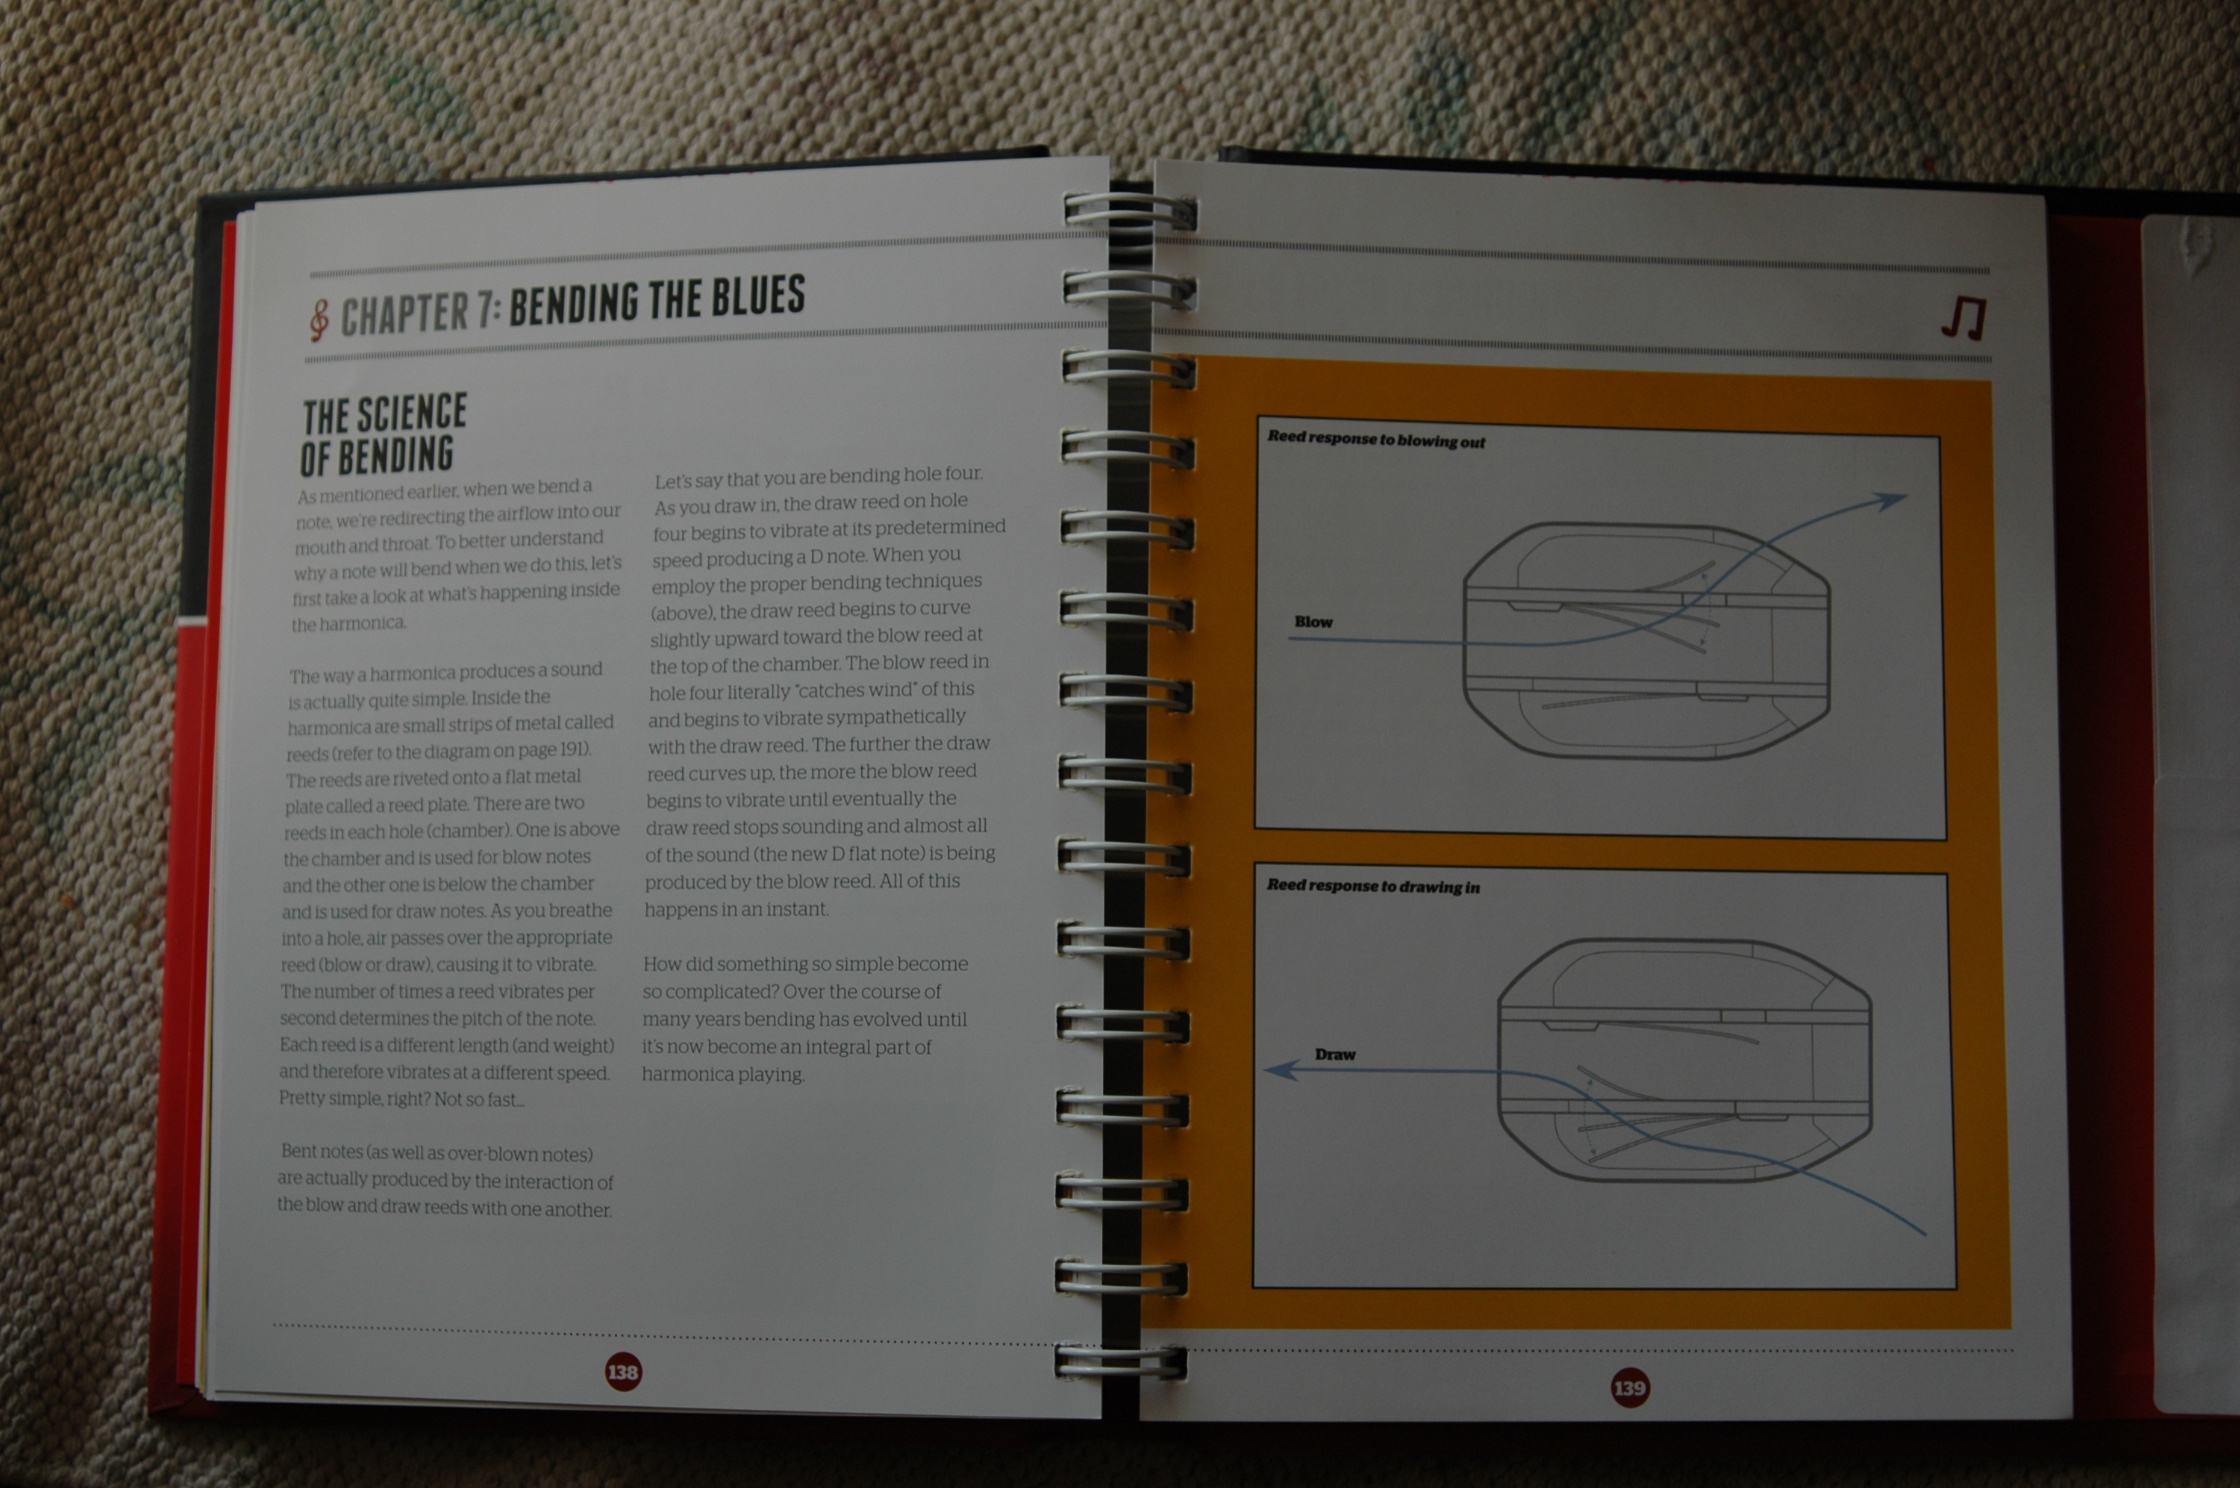 CHAPTER 7: BENDING THE BLUES
THE SCIENCE
OF BENDING
As mentioned earlier, when we bend a
note, we're redirecting the airflow into our
mouth and throat. To better understand
why a note will bend when we do this, let's
first take a look at what's happening inside
the harmonica.
The way a harmonica produces a sound
is actually quite simple. Inside the
harmonica are small strips of metal called
reeds (refer to the diagram on page 191).
The reeds are riveted onto a flat metal
plate called a reed plate. There are two
reeds in each hole (chamber). One is above
the chamber and is used for blow notes
and the other one is below the chamber
and is used for draw notes. As you breathe
into a hole, air passes over the appropriate
reed (blow or draw), causing it to vibrate.
The number of times a reed vibrates per
second determines the pitch of the note.
Each reed is a different length (and weight)
and therefore vibrates at a different speed.
Pretty simple, right? Not so fast...
Bent notes (as well as over-blown notes)
are actually produced by the interaction of
the blow and draw reeds with one another.
Let's say that you are bending hole four.
As you draw in, the draw reed on hole
four begins to vibrate at its predetermined
speed producing a D note. When you
employ the proper bending techniques
(above), the draw reed begins to curve
slightly upward toward the blow reed at
the top of the chamber. The blow reed in
hole four literally "catches wind" of this
and begins to vibrate sympathetically
with the draw reed. The further the draw
reed curves up, the more the blow reed
begins to vibrate until eventually the
draw reed stops sounding and almost all
of the sound (the new D flat note) is being
produced by the blow reed. All of this
happens in an instant.
How did something so simple become
so complicated? Over the course of
many years bending has evolved until
it's now become an integral part of
harmonica playing.
138
Reed response to blowing out
Blow
Reed response to drawing in
Draw
139